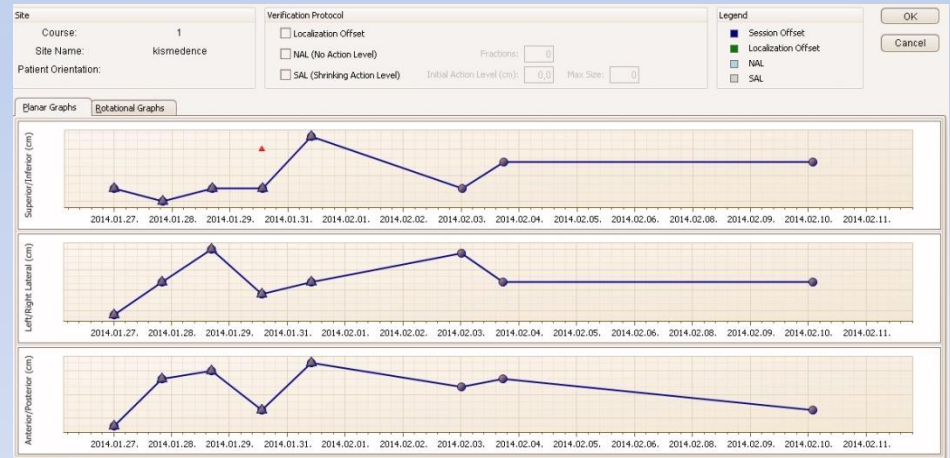 Site
Course: 1
Site Name: kismedence
Patient Orientation:
Verification Protocol
Localization Offset
NAL (No Action Level) Fractions: 0
SAL (Shrinking Action Level) Initial Action Level (cm): 0,0 Max Size: 0
Legend
Session Offset
Localization Offset
NAL
SAL
OK
Cancel
Planar Graphs Rotational Graphs
Superior/Inferior (cm)
2014.01.27. 2014.01.28. 2014.01.29. 2014.01.31. 2014.02.01. 2014.02.03. 2014.02.04. 2014.02.05. 2014.02.06. 2014.02.08. 2014.02.09. 2014.02.10. 2014.02.11.
Left/Right Lateral (cm)
2014.01.27. 2014.01.28. 2014.01.29. 2014.01.31. 2014.02.01. 2014.02.03. 2014.02.04. 2014.02.05. 2014.02.06. 2014.02.08. 2014.02.09. 2014.02.10. 2014.02.11.
Anterior/Posterior (cm)
2014.01.27. 2014.01.28. 2014.01.29. 2014.01.31. 2014.02.01. 2014.02.03. 2014.02.04. 2014.02.05. 2014.02.06. 2014.02.08. 2014.02.09. 2014.02.10. 2014.02.11.